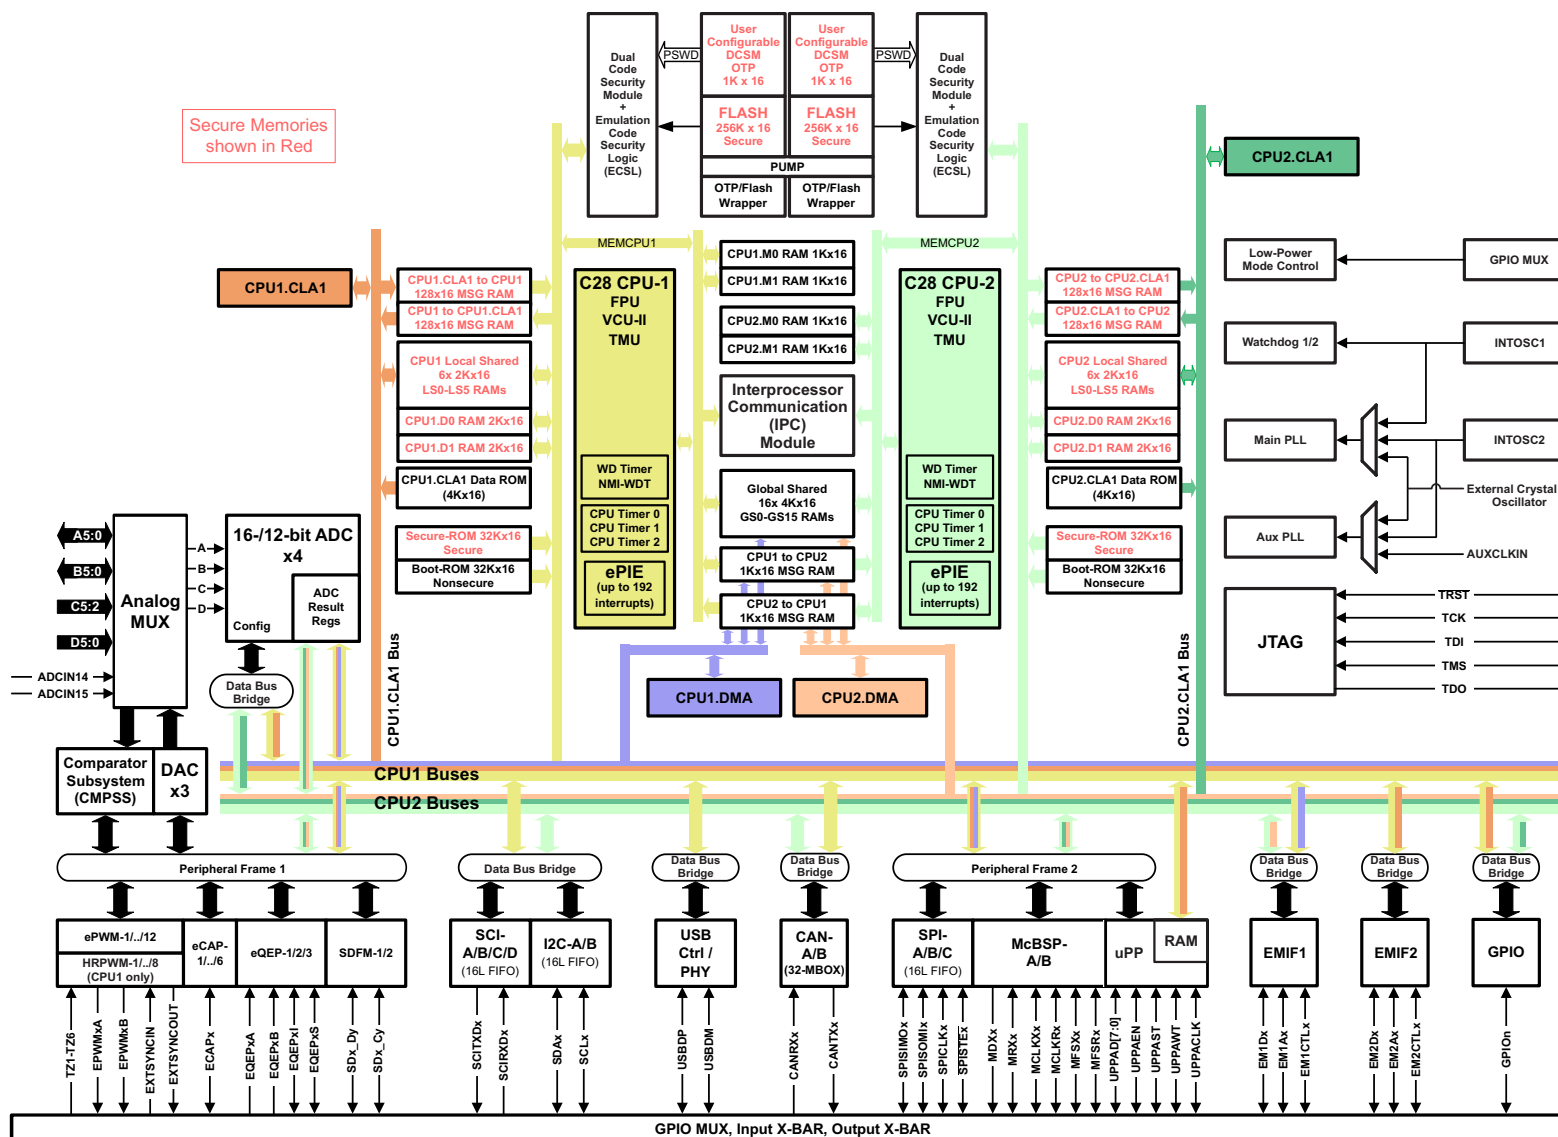 Secure Memories
shown in Red
Dual
Code
Security
Module
+
Emulation
Code
Security
Logic
(ECSL)
PSWD
User
Configurable
DCSM
OTP
1K x 16
User
Configurable
DCSM
OTP
1K x 16
PSWD
FLASH
256K x 16
Secure
FLASH
256K x 16
Secure
PUMP
OTP/Flash
Wrapper
OTP/Flash
Wrapper
Dual
Code
Security
Module
+
Emulation
Code
Security
Logic
(ECSL)
CPU2.CLA1
MEMCPU1
MEMCPU2
CPU1.CLA1
CPU1.CLA1 to CPU1
128x16 MSG RAM
CPU1 to CPU1.CLA1
128x16 MSG RAM
CPU1 Local Shared
6x 2Kx16
LS0-LS5 RAMs
CPU1.D0 RAM 2Kx16
CPU1.D1 RAM 2Kx16
CPU1.CLA1 Data ROM
(4Kx16)
Secure-ROM 32Kx16
Secure
Boot-ROM 32Kx16
Nonsecure
C28 CPU-1
FPU
VCU-II
TMU
WD Timer
NMI-WDT
CPU Timer 0
CPU Timer 1
CPU Timer 2
ePIE
(up to 192
interrupts)
CPU1.M0 RAM 1Kx16
CPU1.M1 RAM 1Kx16
CPU2.M0 RAM 1Kx16
CPU2.M1 RAM 1Kx16
Interprocessor
Communication
(IPC)
Module
Global Shared
16x 4Kx16
GS0-GS15 RAMs
CPU1 to CPU2
1Kx16 MSG RAM
CPU2 to CPU1
1Kx16 MSG RAM
C28 CPU-2
FPU
VCU-II
TMU
WD Timer
NMI-WDT
CPU Timer 0
CPU Timer 1
CPU Timer 2
ePIE
(up to 192
interrupts)
CPU2 to CPU2.CLA1
128x16 MSG RAM
CPU2.CLA1 to CPU2
128x16 MSG RAM
CPU2 Local Shared
6x 2Kx16
LS0-LS5 RAMs
CPU2.D0 RAM 2Kx16
CPU2.D1 RAM 2Kx16
CPU2.CLA1 Data ROM
(4Kx16)
Secure-ROM 32Kx16
Secure
Boot-ROM 32Kx16
Nonsecure
Low-Power
Mode Control
GPIO MUX
Watchdog 1/2
INTOSC1
Main PLL
INTOSC2
External Crystal
Oscillator
Aux PLL
AUXCLKIN
JTAG
TRST
TCK
TDI
TMS
TDO
A5:0
B5:0
C5:2
D5:0
ADCIN14
ADCIN15
Analog
MUX
A
B
C
D
16-/12-bit ADC
x4
Config
ADC
Result
Regs
Data Bus
Bridge
CPU1.CLA1 Bus
CPU2.CLA1 Bus
CPU1.DMA
CPU2.DMA
Comparator
Subsystem
(CMPSS)
DAC
x3
CPU1 Buses
CPU2 Buses
Peripheral Frame 1
Data Bus Bridge
Data Bus
Bridge
Data Bus
Bridge
Peripheral Frame 2
Data Bus
Bridge
Data Bus
Bridge
Data Bus
Bridge
ePWM-1/../12
HRPWM-1/../8
(CPU1 only)
eCAP-
1/../6
eQEP-1/2/3
SDFM-1/2
SCI-
A/B/C/D
(16L FIFO)
I2C-A/B
(16L FIFO)
USB
Ctrl /
PHY
CAN-
A/B
(32-MBOX)
SPI-
A/B/C
(16L FIFO)
McBSP-
A/B
uPP
RAM
EMIF1
EMIF2
GPIO
TZ1-TZ6
EPWMxA
EPWMxB
EXTSYNCIN
EXTSYNCOUT
ECAPx
EQEPxA
EQEPxB
EQEPxI
EQEPxS
SDx_Dy
SDx_Cy
SCITXDx
SCIRXDx
SDAx
SCLx
USBDP
USBDM
CANRXx
CANTXx
SPISIMOx
SPISOMIx
SPICLKx
SPISTEx
MDXx
MRXx
MCLKXx
MCLKRx
MFSXx
MFSRx
UPPAD[7:0]
UPPAEN
UPPAST
UPPAWT
UPPACLK
EM1Dx
EM1Ax
EM1CTLx
EM2Dx
EM2Ax
EM2CTLx
GPIOn
GPIO MUX, Input X-BAR, Output X-BAR